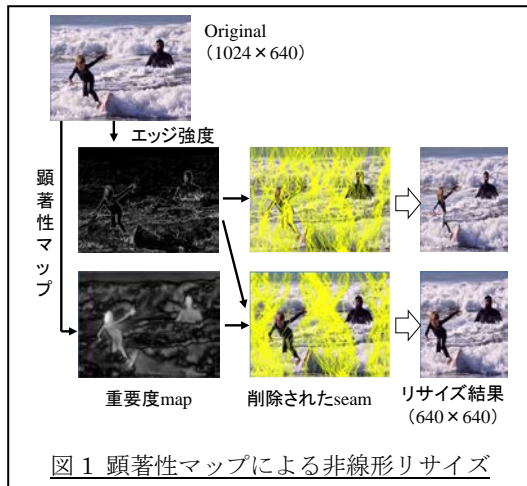 Original
（1024×640）
エッジ強度
顕著性マップ
重要度map
削除されたseam
リサイズ結果
（640×640）
図 1 顕著性マップによる非線形リサイズ